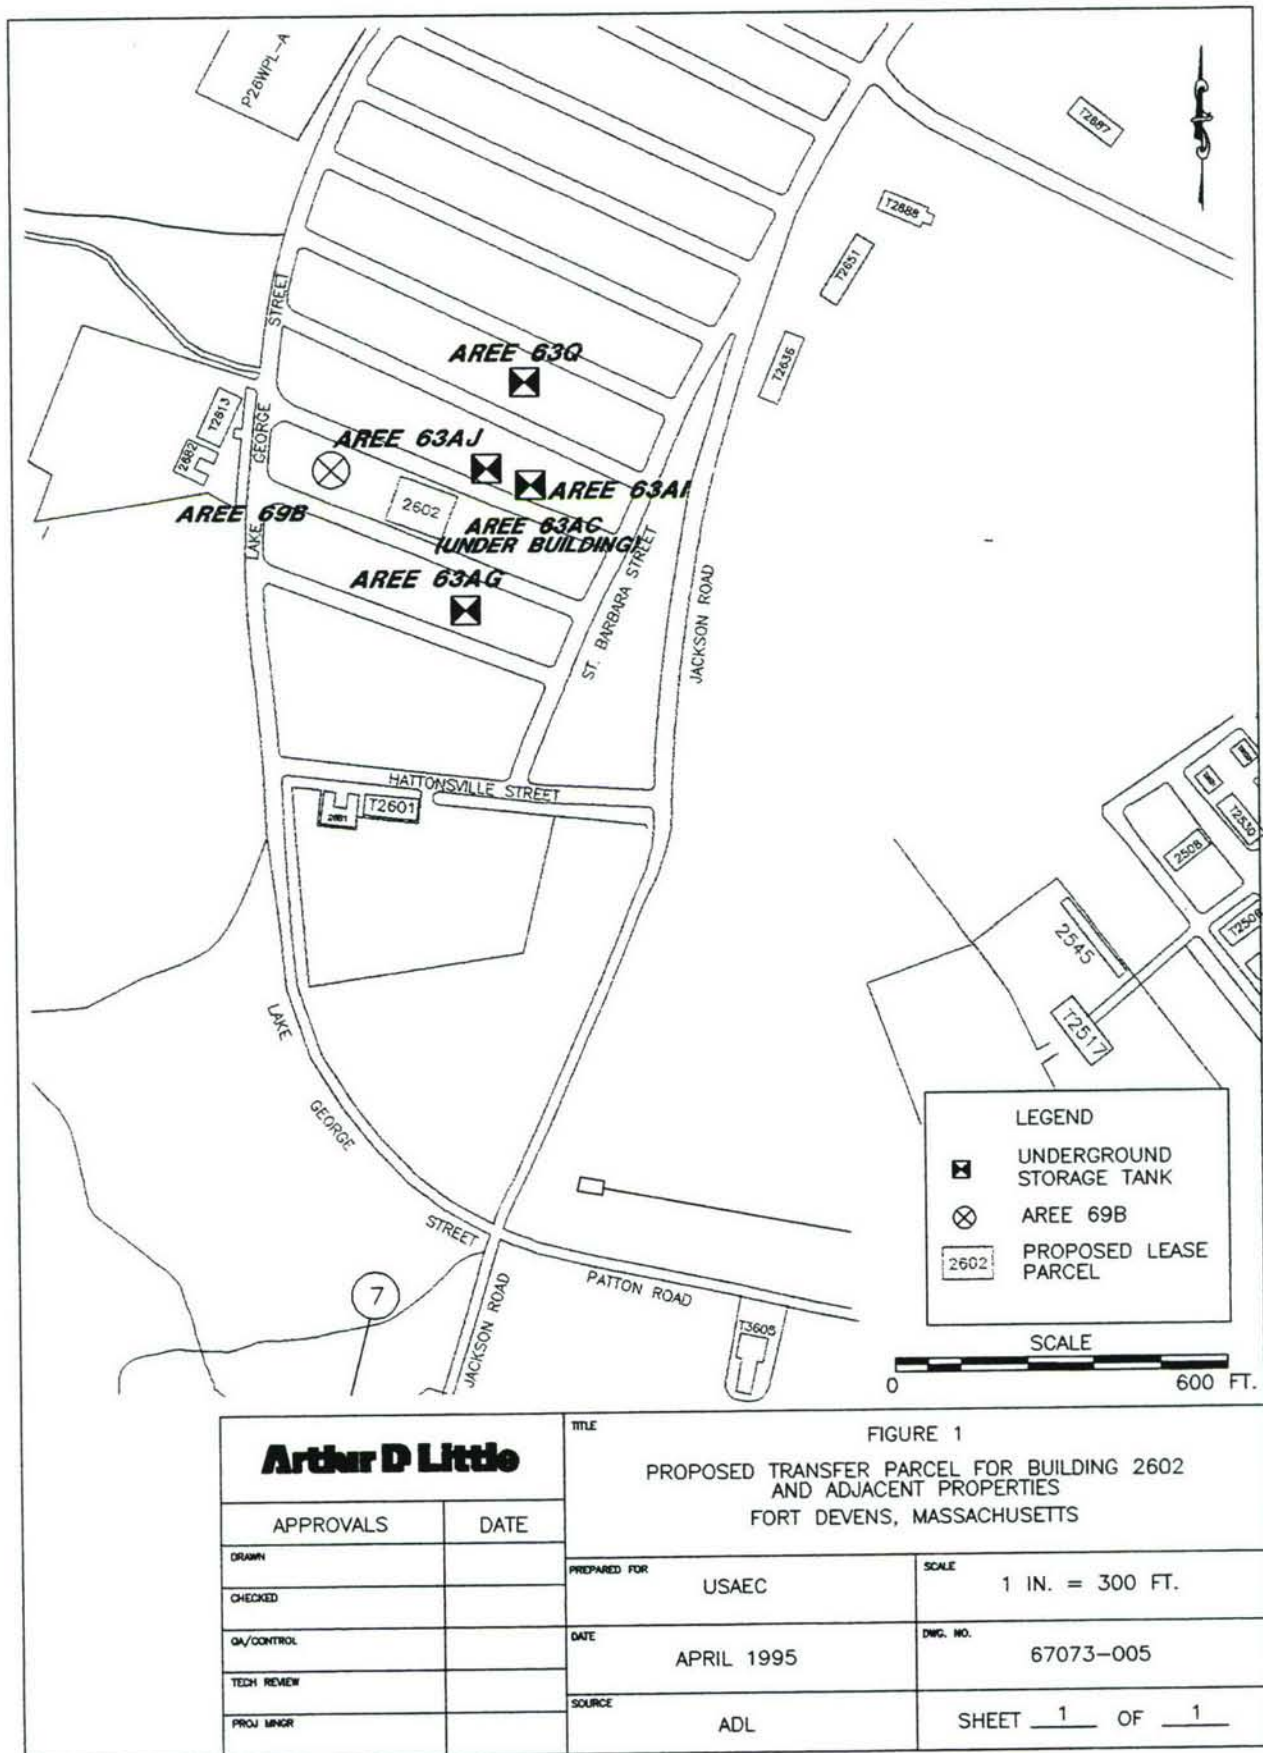 P26WPL-A
T2687
T2688
T2651
T2636
STREET
AREE 63Q
GEORGE
AREE 63AJ
T2613
2682
AREE 63AI
2602
AREE 69B
AREE 63AC
(UNDER BUILDING)
LAKE
AREE 63AG
ST. BARBARA STREET
JACKSON ROAD
HATTONSVILLE STREET
T2601
T2530
2508
T2506
2545
T2517
LAKE
GEORGE
STREET
7
JACKSON ROAD
PATTON ROAD
T3605
LEGEND
UNDERGROUND
STORAGE TANK
AREE 69B
2602
PROPOSED LEASE
PARCEL
SCALE
0
600 FT.
Arthur D Little
APPROVALS
DATE
DRAWN
CHECKED
QA/CONTROL
TECH REVIEW
PROJ MNGR
TITLE
FIGURE 1
PROPOSED TRANSFER PARCEL FOR BUILDING 2602
AND ADJACENT PROPERTIES
FORT DEVENS, MASSACHUSETTS
PREPARED FOR
USAEC
SCALE
1 IN. = 300 FT.
DATE
APRIL 1995
DWG. NO.
67073-005
SOURCE
ADL
SHEET 1 OF 1